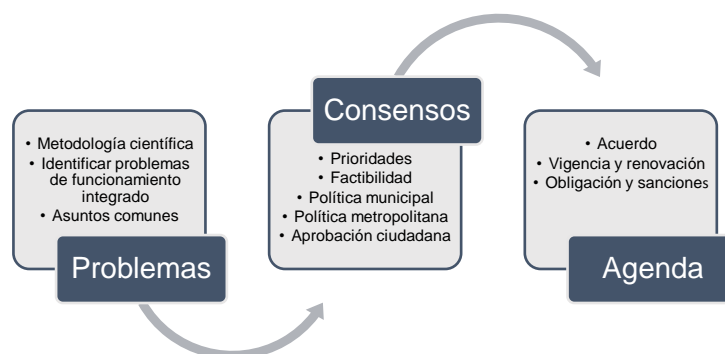 • Metodología científica
• Identificar problemas
de funcionamiento
integrado
• Asuntos comunes
Problemas
Consensos
• Prioridades
• Factibilidad
• Política municipal
• Política metropolitana
• Aprobación ciudadana
• Acuerdo
• Vigencia y renovación
• Obligación y sanciones
Agenda